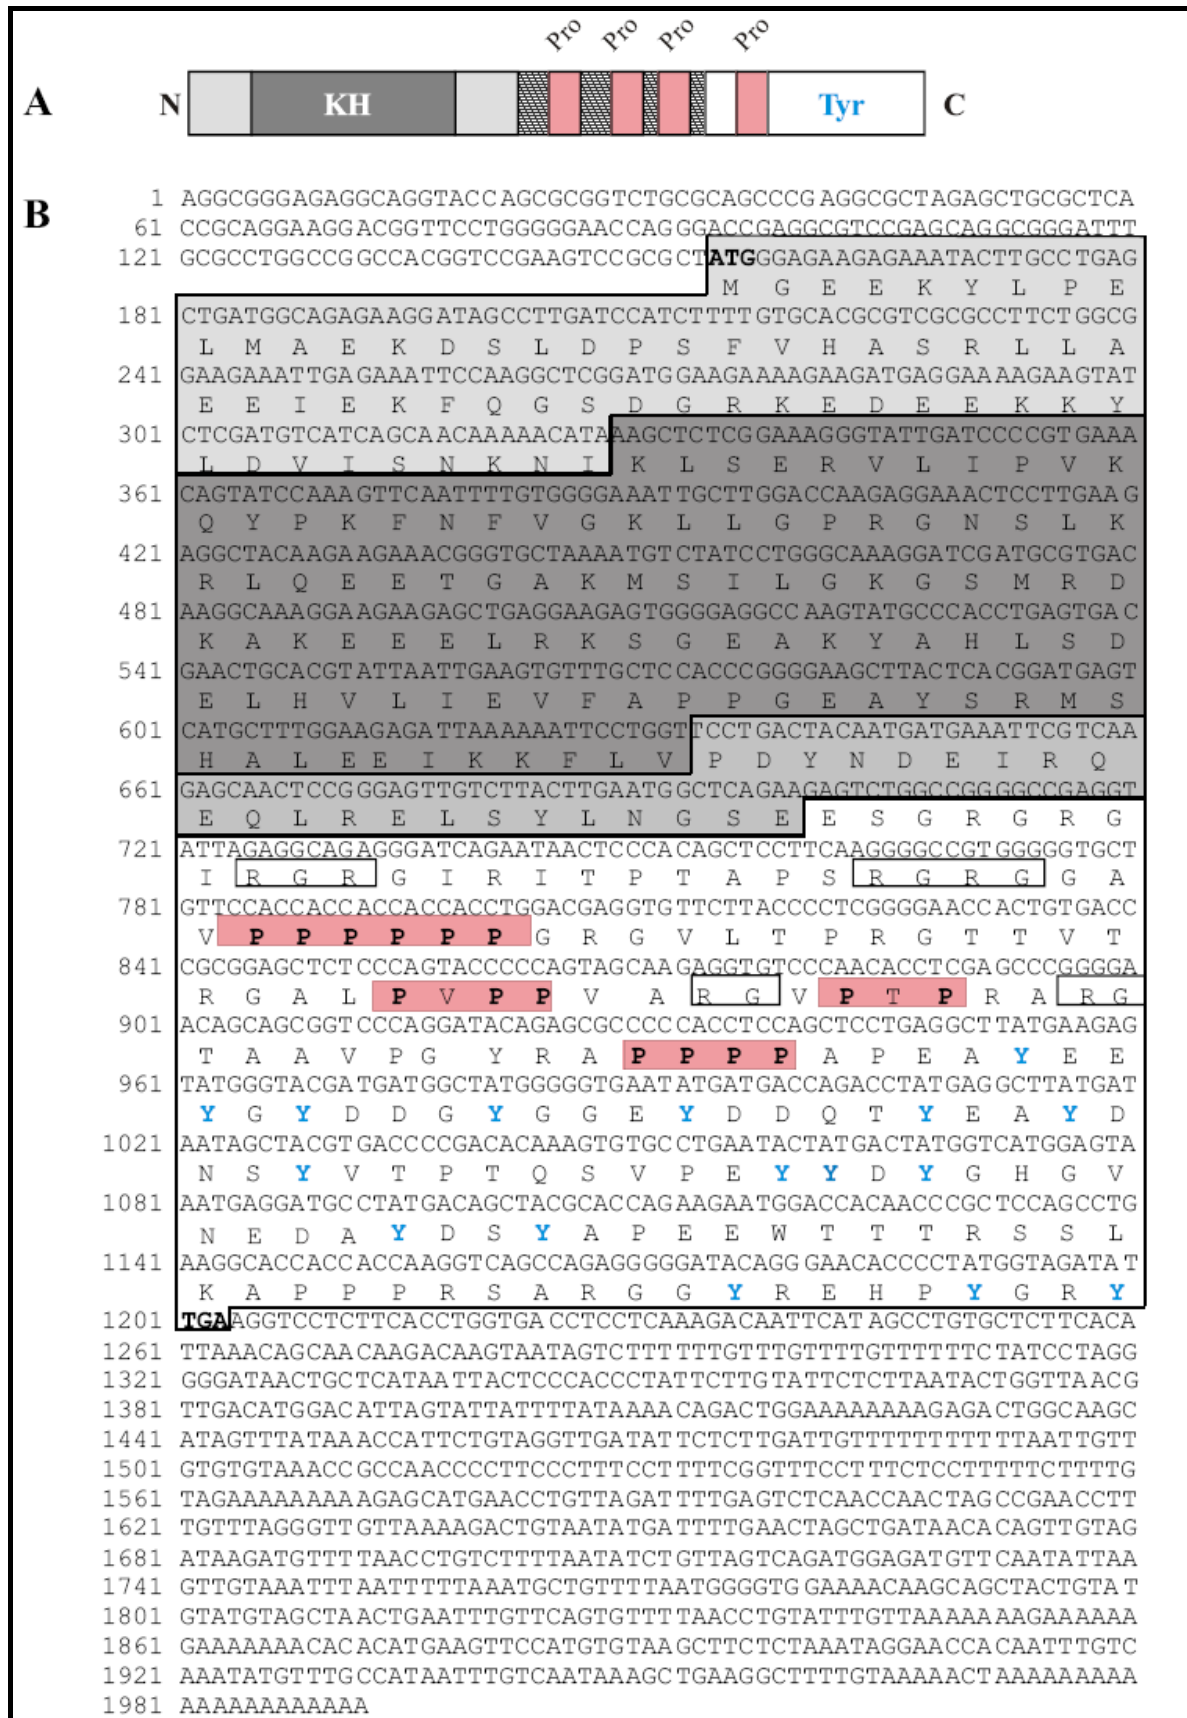 Pro Pro Pro Pro
A N KH Tyr C
B
1 AGGCGGGAGAGGCAGGTACCAGCGCGGTCTGCGCAGCCCGAGGCGCTAGAGCTGCGCTCA
61 CCGCAGGAAGGACGGTTCCTGGGGGAACCAGGGACCGAGGCGTCCGAGCAGGCGGGATTT
121 GCGCCTGGCCGGCCACGGTCCGAAGTCCGCGCTATGGGAGAAGAGAAATACTTGCCTGAG
M G E E K Y L P E
181 CTGATGGCAGAGAAGGATAGCCTTGATCCATCTTTTGTGCACGCGTCGCGCCTTCTGGCG
L M A E K D S L D P S F V H A S R L L A
241 GAAGAAATTGAGAAATTCCAAGGCTCGGATGGAAGAAAAGAAGATGAGGAAAAGAAGTAT
E E I E K F Q G S D G R K E D E E K K Y
301 CTCGATGTCATCAGCAACAAAAACATAAAGCTCTCGGAAAGGGTATTGATCCCCGTGAAA
L D V I S N K N I K L S E R V L I P V K
361 CAGTATCCAAAGTTCAATTTTGTGGGGAAATTGCTTGGACCAAGAGGAAACTCCTTGAAG
Q Y P K F N F V G K L L G P R G N S L K
421 AGGCTACAAGAAGAAACGGGTGCTAAAATGTCTATCCTGGGCAAAGGATCGATGCGTGAC
R L Q E E T G A K M S I L G K G S M R D
481 AAGGCAAAGGAAGAAGAGCTGAGGAAGAGTGGGGAGGCCAAGTATGCCCACCTGAGTGAC
K A K E E E L R K S G E A K Y A H L S D
541 GAACTGCACGTATTAATTGAAGTGTTTGCTCCACCCGGGGAAGCTTACTCACGGATGAGT
E L H V L I E V F A P P G E A Y S R M S
601 CATGCTTTGGAAGAGATTAAAAAATTCCTGGTTCCTGACTACAATGATGAAATTCGTCAA
H A L E E I K K F L V P D Y N D E I R Q
661 GAGCAACTCCGGGAGTTGTCTTACTTGAATGGCTCAGAAGAGTCTGGCCGGGGCCGAGGT
E Q L R E L S Y L N G S E E S G R G R G
721 ATTAGAGGCAGAGGGATCAGAATAACTCCCACAGCTCCTTCAAGGGGCCGTGGGGGTGCT
I R G R G I R I T P T A P S R G R G G A
781 GTTCCACCACCACCACCACCTGGACGAGGTGTTCTTACCCCTCGGGGAACCACTGTGACC
V P P P P P P G R G V L T P R G T T V T
841 CGCGGAGCTCTCCCAGTACCCCCAGTAGCAAGAGGTGTCCCAACACCTCGAGCCCGGGGA
R G A L P V P P V A R G V P T P R A R G
901 ACAGCAGCGGTCCCAGGATACAGAGCGCCCCCACCTCCAGCTCCTGAGGCTTATGAAGAG
T A A V P G Y R A P P P P A P E A Y E E
961 TATGGGTACGATGATGGCTATGGGGGTGAATATGATGACCAGACCTATGAGGCTTATGAT
Y G Y D D G Y G G E Y D D Q T Y E A Y D
1021 AATAGCTACGTGACCCCGACACAAAGTGTGCCTGAATACTATGACTATGGTCATGGAGTA
N S Y V T P T Q S V P E Y Y D Y G H G V
1081 AATGAGGATGCCTATGACAGCTACGCACCAGAAGAATGGACCACAACCCGCTCCAGCCTG
N E D A Y D S Y A P E E W T T T R S S L
1141 AAGGCACCACCACCAAGGTCAGCCAGAGGGGGATACAGGGAACACCCCTATGGTAGATAT
K A P P P R S A R G G Y R E H P Y G R Y
1201 TGAAGGTCCTCTTCACCTGGTGACCTCCTCAAAGACAATTCATAGCCTGTGCTCTTCACA
1261 TTAAACAGCAACAAGACAAGTAATAGTCTTTTTTGTTTGTTTTGTTTTTTCTATCCTAGG
1321 GGGATAACTGCTCATAATTACTCCCACCCTATTCTTGTATTCTCTTAATACTGGTTAACG
1381 TTGACATGGACATTAGTATTATTTTATAAAACAGACTGGAAAAAAAAGAGACTGGCAAGC
1441 ATAGTTTATAAACCATTCTGTAGGTTGATATTCTCTTGATTGTTTTTTTTTTTAATTGTT
1501 GTGTGTAAACCGCCAACCCCTTCCCTTTCCTTTTCGGTTTCCTTTCTCCTTTTTCTTTTG
1561 TAGAAAAAAAAAGAGCATGAACCTGTTAGATTTTGAGTCTCAACCAACTAGCCGAACCTT
1621 TGTTTAGGGTTGTTAAAAGACTGTAATATGATTTTGAACTAGCTGATAACACAGTTGTAG
1681 ATAAGATGTTTTAACCTGTCTTTTAATATCTGTTAGTCAGATGGAGATGTTCAATATTAA
1741 GTTGTAAATTTAATTTTTAAATGCTGTTTTAATGGGGTGGAAAACAAGCAGCTACTGTAT
1801 GTATGTAGCTAACTGAATTTGTTCAGTGTTTTAACCTGTATTTGTTAAAAAAAGAAAAAA
1861 GAAAAAAACACACATGAAGTTCCATGTGTAAGCTTCTCTAAATAGGAACCACAATTTGTC
1921 AAATATGTTTGCCATAATTTGTCAATAAAGCTGAAGGCTTTTGTAAAAACTAAAAAAAAA
1981 AAAAAAAAAAAA